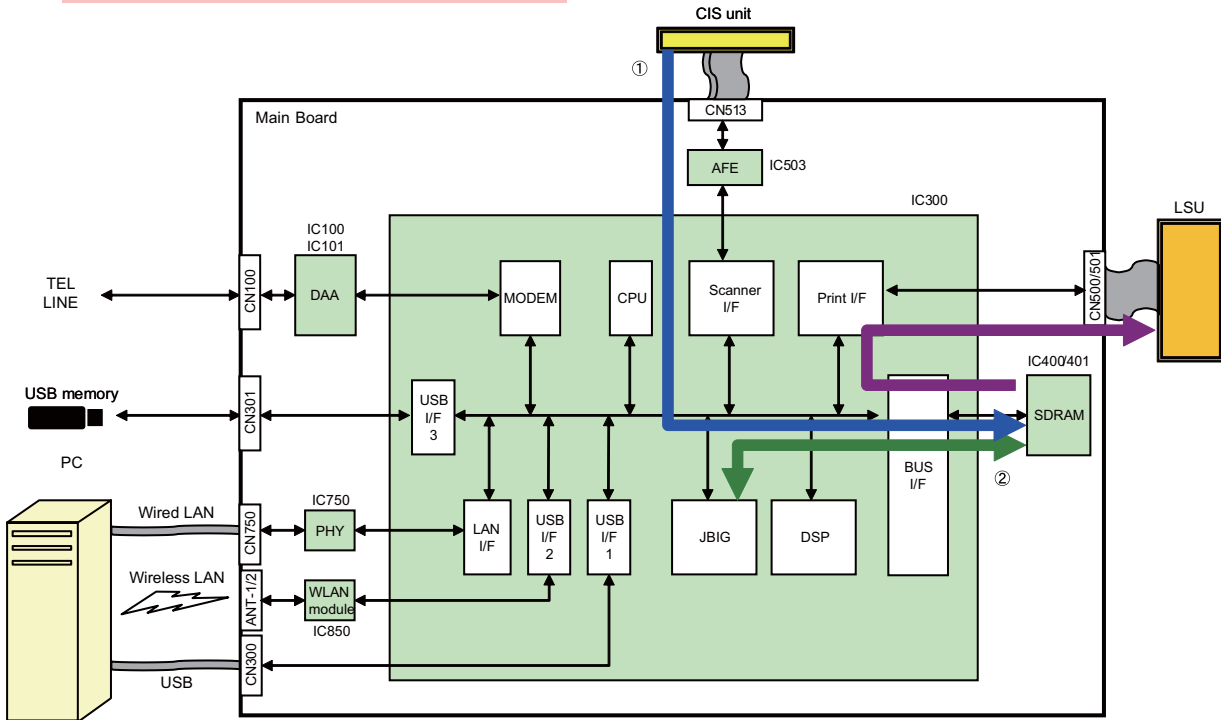 CIS unit
①
CN513
Main Board
AFE
IC503
IC300
LSU
IC100
IC101
CN100
DAA
TEL
LINE
MODEM
CPU
Scanner
I/F
Print I/F
CN500/501
IC400/401
SDRAM
USB memory
CN301
USB
I/F
3
PC
BUS
I/F
②
IC750
Wired LAN
CN750
PHY
LAN
I/F
USB
I/F
2
USB
I/F
1
JBIG
DSP
Wireless LAN
ANT-1/2
WLAN
module
IC850
CN300
USB